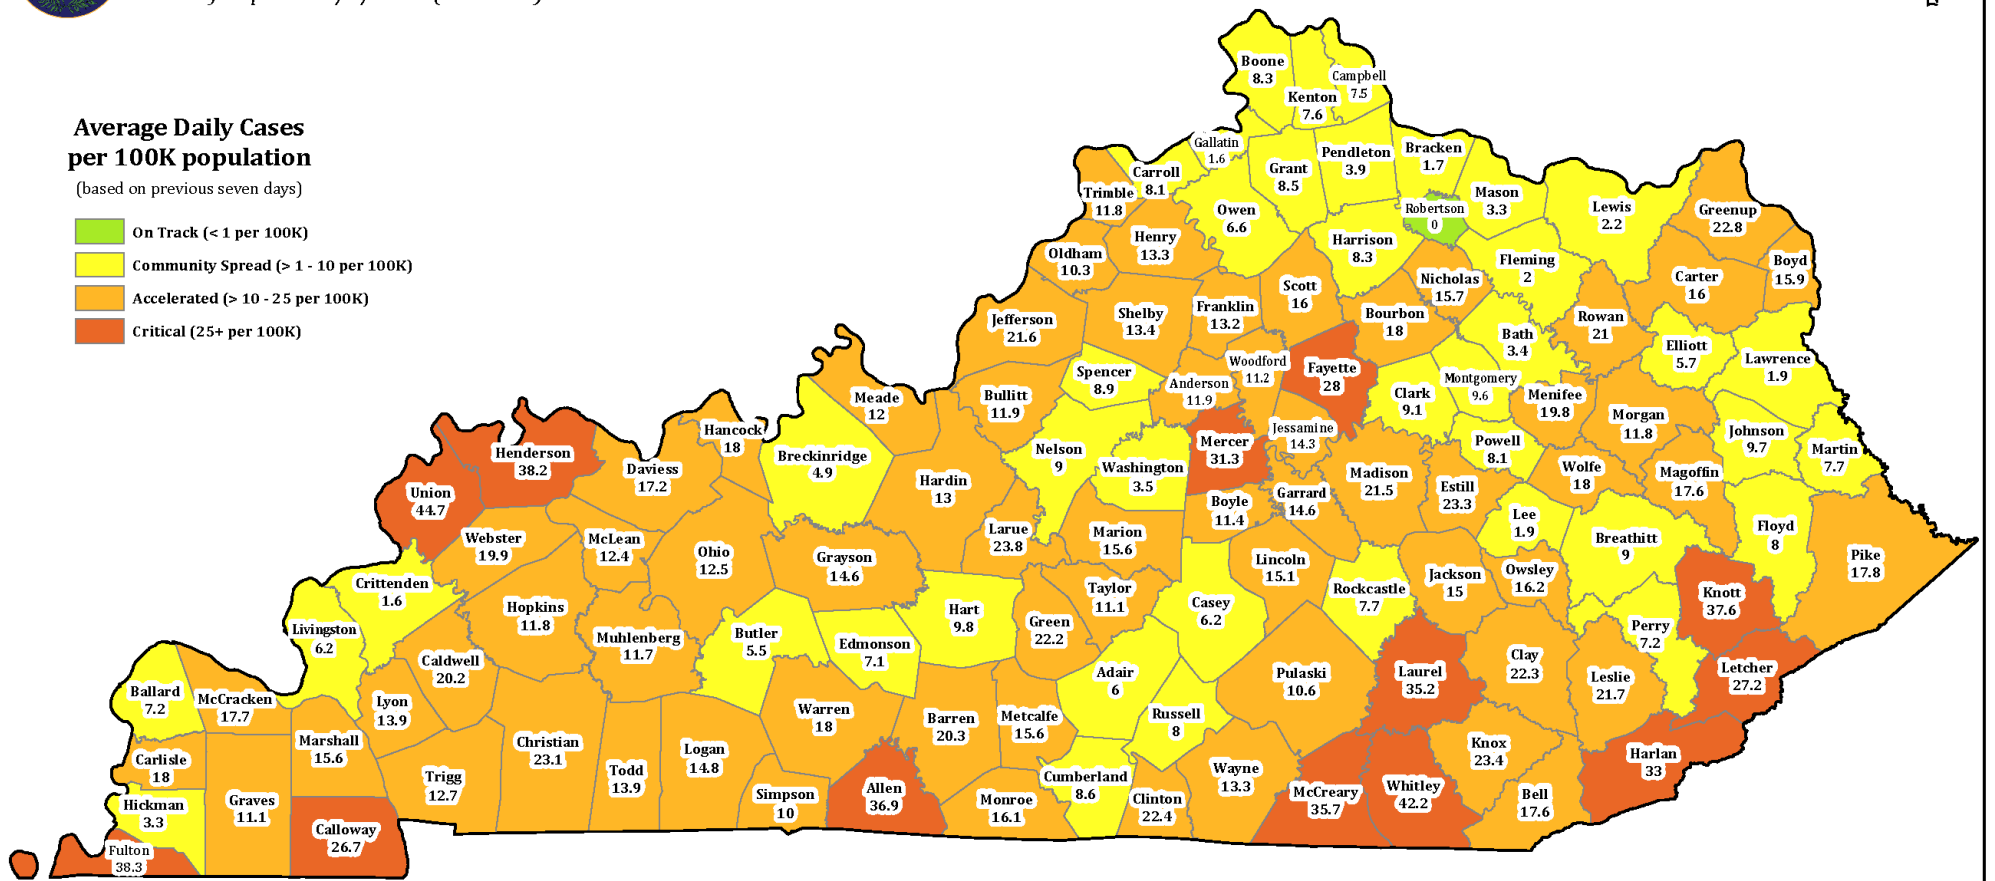 Average Daily Cases
per 100K population
(based on previous seven days)
On Track (< 1 per 100K)
Community Spread (> 1 - 10 per 100K)
Accelerated (> 10 - 25 per 100K)
Critical (25+ per 100K)
Boone
8.3
Kenton
7.6
Campbell
7.5
Gallatin
1.6
Carroll
8.1
Trimble
11.8
Grant
8.5
Pendleton
3.9
Bracken
1.7
Mason
3.3
Robertson
0
Lewis
2.2
Greenup
22.8
Boyd
15.9
Carter
16
Owen
6.6
Henry
13.3
Oldham
10.3
Harrison
8.3
Nicholas
15.7
Fleming
2
Rowan
21
Elliott
5.7
Lawrence
1.9
Jefferson
21.6
Shelby
13.4
Franklin
13.2
Scott
16
Bourbon
18
Bath
3.4
Spencer
8.9
Anderson
11.9
Woodford
11.2
Fayette
28
Clark
9.1
Montgomery
9.6
Menifee
19.8
Morgan
11.8
Johnson
9.7
Martin
7.7
Meade
12
Bullitt
11.9
Hancock
18
Breckinridge
4.9
Nelson
9
Washington
3.5
Mercer
31.3
Jessamine
14.3
Powell
8.1
Wolfe
18
Magoffin
17.6
Henderson
38.2
Daviess
17.2
Union
44.7
Webster
19.9
McLean
12.4
Ohio
12.5
Grayson
14.6
Hardin
13
Larue
23.8
Marion
15.6
Boyle
11.4
Garrard
14.6
Madison
21.5
Estill
23.3
Lee
1.9
Breathitt
9
Floyd
8
Pike
17.8
Crittenden
1.6
Livingston
6.2
Hopkins
11.8
Muhlenberg
11.7
Butler
5.5
Edmonson
7.1
Hart
9.8
Green
22.2
Taylor
11.1
Casey
6.2
Lincoln
15.1
Rockcastle
7.7
Jackson
15
Owsley
16.2
Perry
7.2
Knott
37.6
Letcher
27.2
Ballard
7.2
McCracken
17.7
Lyon
13.9
Caldwell
20.2
Adair
6
Russell
8
Pulaski
10.6
Laurel
35.2
Clay
22.3
Leslie
21.7
Harlan
33
Carlisle
18
Marshall
15.6
Trigg
12.7
Christian
23.1
Todd
13.9
Logan
14.8
Warren
18
Barren
20.3
Metcalfe
15.6
Simpson
10
Allen
36.9
Monroe
16.1
Cumberland
8.6
Clinton
22.4
Wayne
13.3
McCreary
35.7
Whitley
42.2
Knox
23.4
Bell
17.6
Hickman
3.3
Graves
11.1
Calloway
26.7
Fulton
38.3